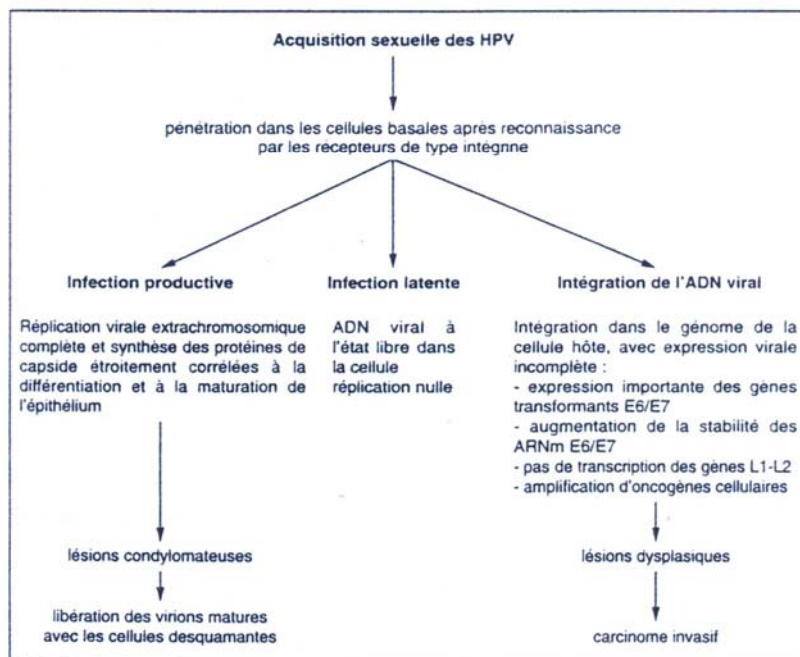 Acquisition sexuelle des HPV
pénétration dans les cellules basales après reconnaissance
par les récepteurs de type intégrine
Infection productive
Réplication virale extrachromosomique
complète et synthèse des protéines de
capside étroitement corrélées à la
différentiation et à la maturation de
l'épithélium
lésions condylomateuses
libération des virions matures
avec les cellules desquamantes
Infection latente
ADN viral à
l'état libre dans
la cellule
réplication nulle
Intégration de l'ADN viral
Intégration dans le génome de la
cellule hôte, avec expression virale
incomplète :
- expression importante des gènes
transformants E6/E7
- augmentation de la stabilité des
ARNm E6/E7
- pas de transcription des gènes L1-L2
- amplification d'oncogènes cellulaires
lésions dysplasiques
carcinome invasif